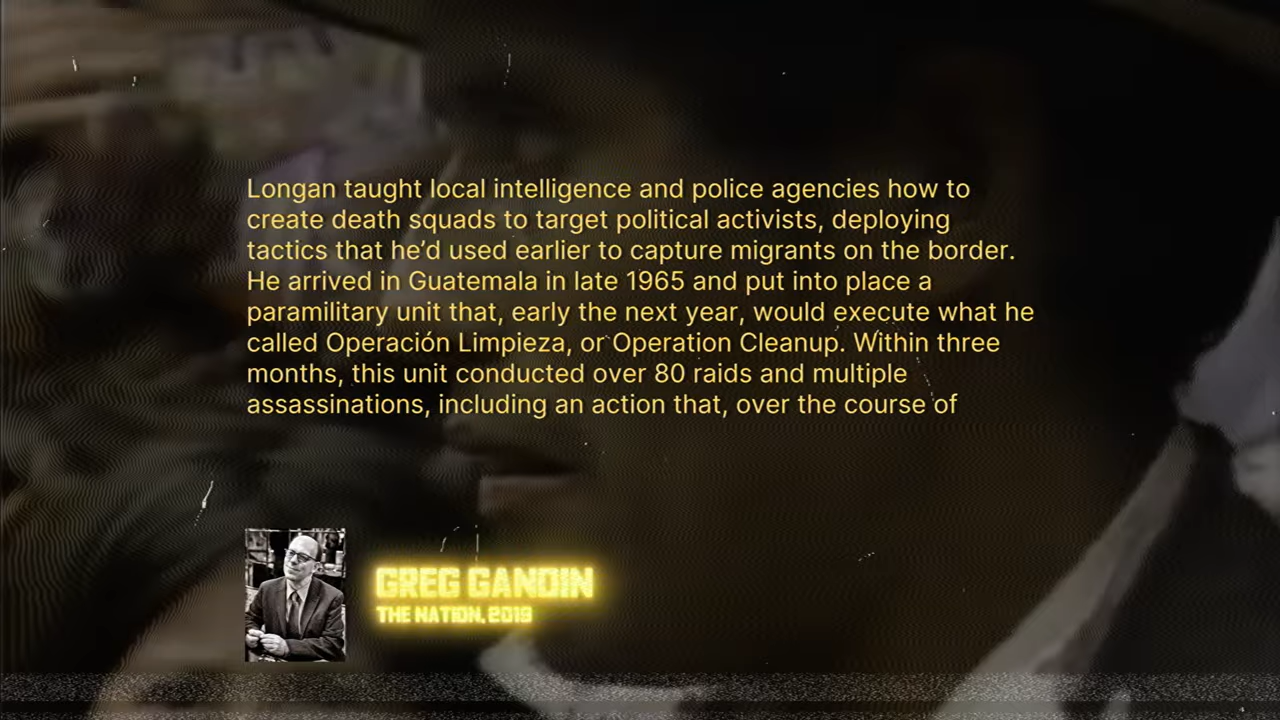 Longan taught local intelligence and police agencies how to
create death squads to target political activists, deploying
tactics that he’d used earlier to capture migrants on the border.
He arrived in Guatemala in late 1965 and put into place a
paramilitary unit that, early the next year, would execute what he
called Operación Limpieza, or Operation Cleanup. Within three
months, this unit conducted over 80 raids and multiple
assassinations, including an action that, over the course of
GREG GANDIN
THE NATION, 2019